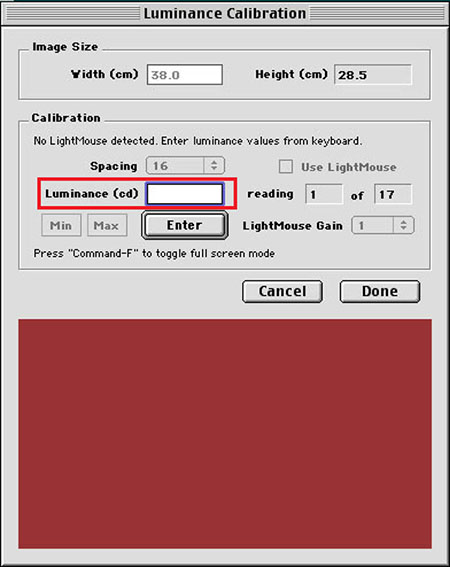 Luminance Calibration
Image Size
Width (cm) 38.0 Height (cm) 28.5
Calibration
No LightMouse detected. Enter luminance values from keyboard.
Spacing 16 Use LightMouse
Luminance (cd) reading 1 of 17
Min Max Enter LightMouse Gain 1
Press "Command-F" to toggle full screen mode
Cancel Done